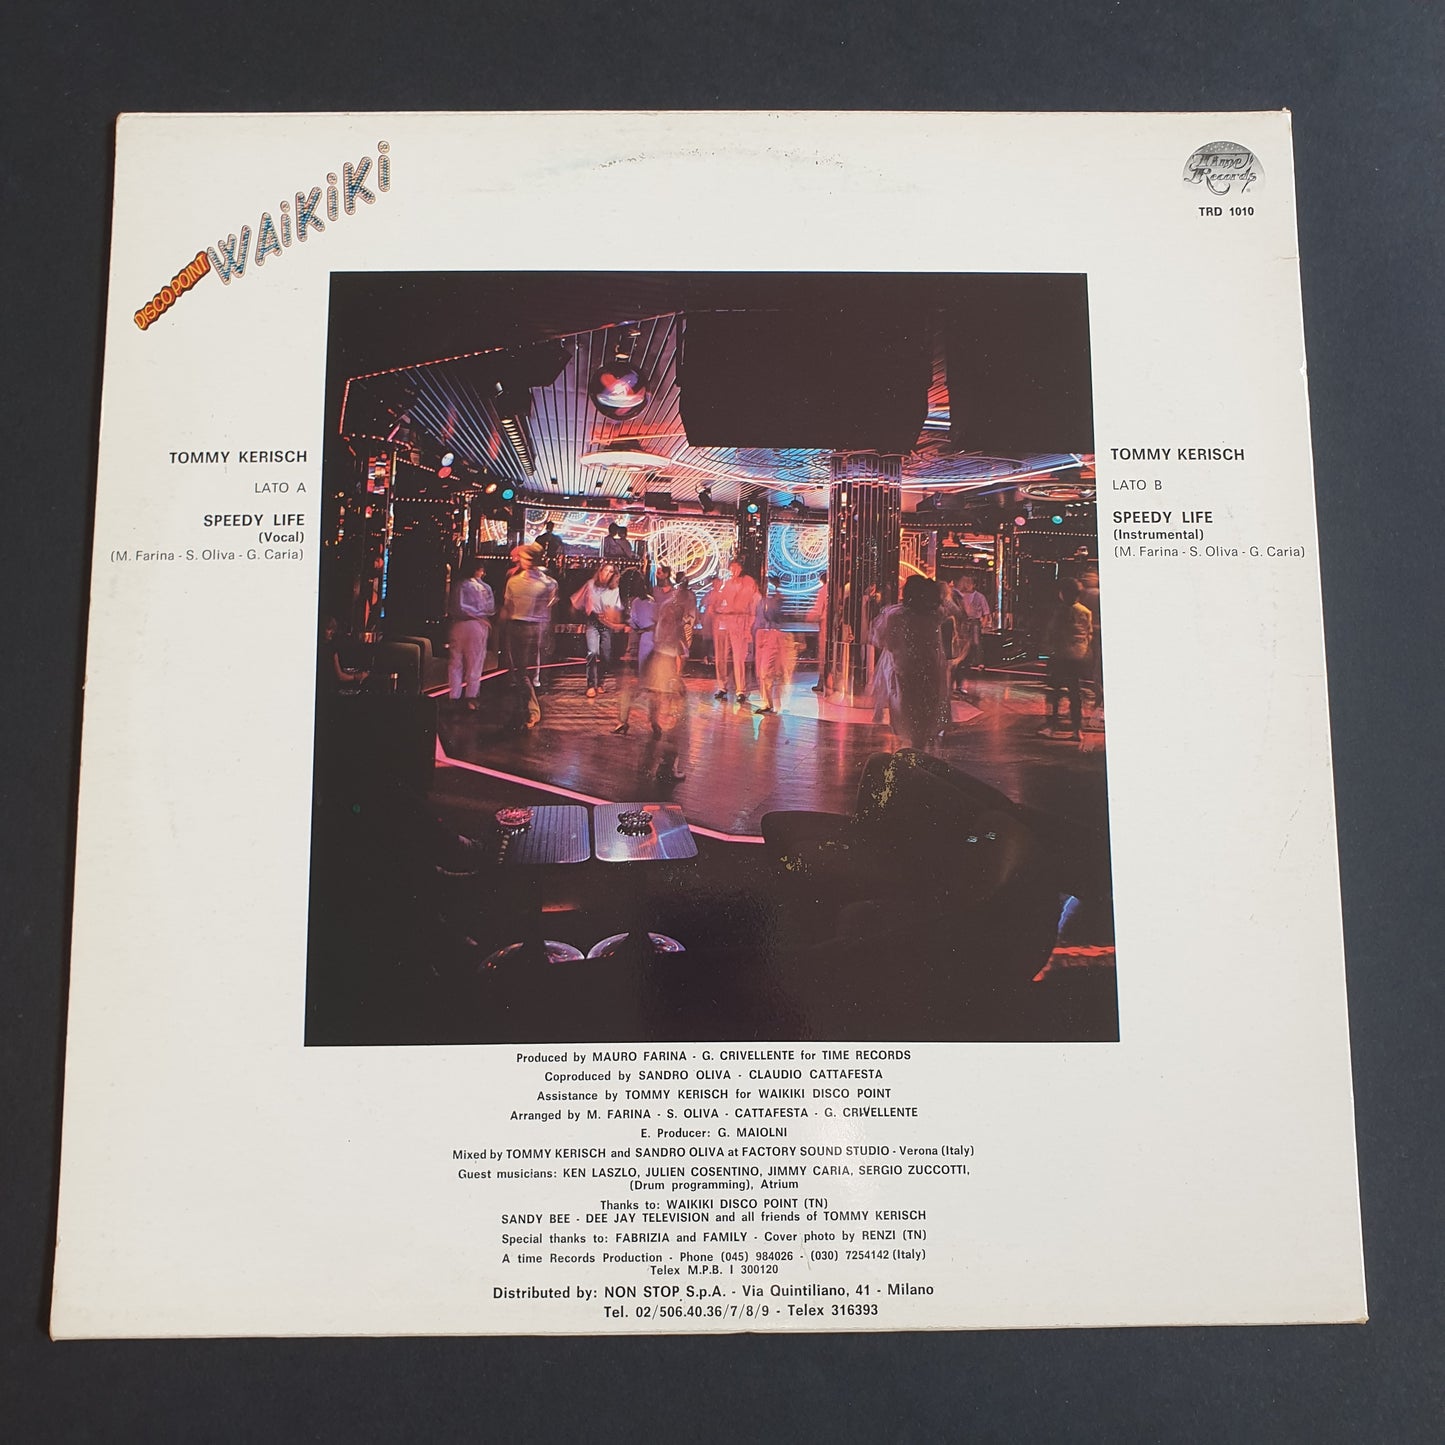 DISCO POINT
WAiKiKi
Time
Records
TRD 1010
TOMMY KERISCH
LATO A
SPEEDY LIFE
(Vocal)
(M. Farina - S. Oliva - G. Caria)
TOMMY KERISCH
LATO B
SPEEDY LIFE
(Instrumental)
(M. Farina - S. Oliva - G. Caria)
Produced by MAURO FARINA - G. CRIVELLENTE for TIME RECORDS
Coproduced by SANDRO OLIVA - CLAUDIO CATTAFESTA
Assistance by TOMMY KERISCH for WAIKIKI DISCO POINT
Arranged by M. FARINA - S. OLIVA - CATTAFESTA - G. CRIVELLENTE
E. Producer: G. MAIOLNI
Mixed by TOMMY KERISCH and SANDRO OLIVA at FACTORY SOUND STUDIO - Verona (Italy)
Guest musicians: KEN LASZLO, JULIEN COSENTINO, JIMMY CARIA, SERGIO ZUCCOTTI,
(Drum programming), Atrium
Thanks to: WAIKIKI DISCO POINT (TN)
SANDY BEE - DEE JAY TELEVISION and all friends of TOMMY KERISCH
Special thanks to: FABRIZIA and FAMILY - Cover photo by RENZI (TN)
A time Records Production - Phone (045) 984026 - (030) 7254142 (Italy)
Telex M.P.B. I 300120
Distributed by: NON STOP S.p.A. - Via Quintiliano, 41 - Milano
Tel. 02/506.40.36/7/8/9 - Telex 316393